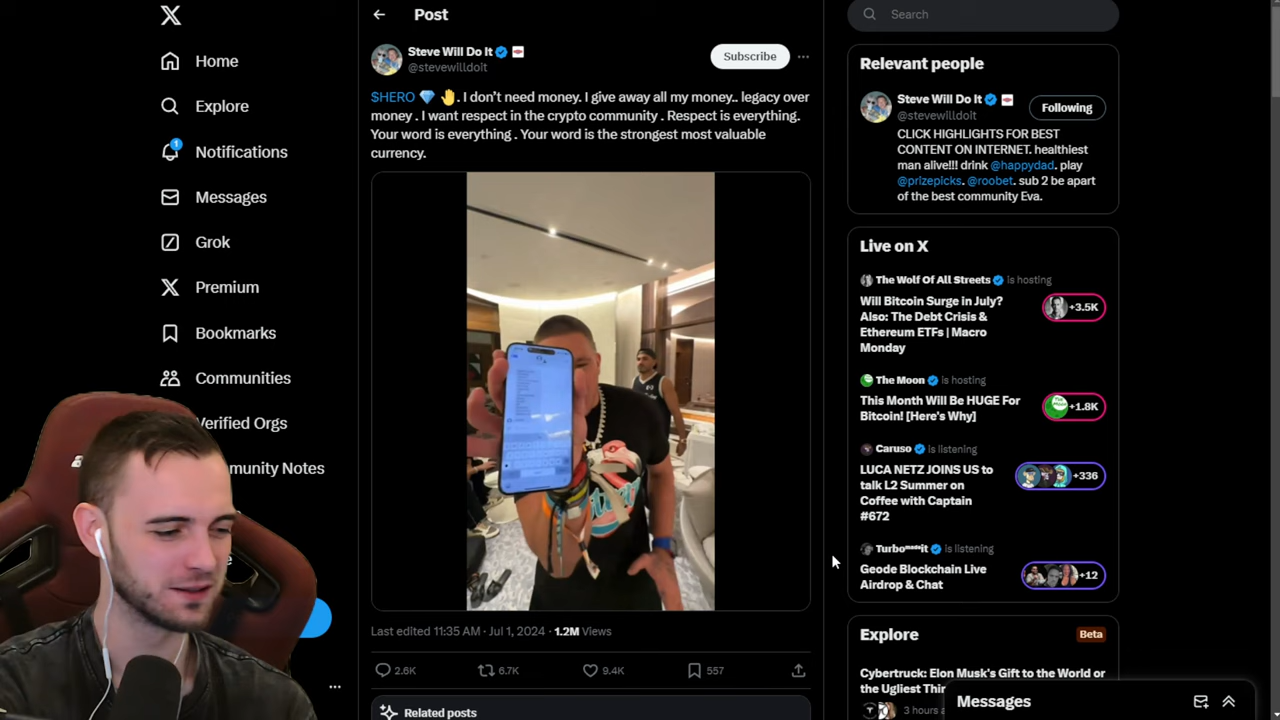 Home
Explore
1
Notifications
Messages
Grok
Premium
Bookmarks
Communities
Verified Orgs
Community Notes
Post
Steve Will Do It
Subscribe
@stevewilldoit
$HERO 💎 🤚. I don't need money. I give away all my money.. legacy over
money . I want respect in the crypto community . Respect is everything.
Your word is everything . Your word is the strongest most valuable
currency.
Last edited 11:35 AM · Jul 1, 2024 · 1.2M Views
2.6K 6.7K 9.4K 557
Related posts
Search
Relevant people
Steve Will Do It
@stevewilldoit
Following
CLICK HIGHLIGHTS FOR BEST
CONTENT ON INTERNET. healthiest
man alive!!! drink @happydad. play
@prizepicks. @roobet. sub 2 be apart
of the best community Eva.
Live on X
The Wolf Of All Streets is hosting
Will Bitcoin Surge in July?
Also: The Debt Crisis &
Ethereum ETFs | Macro
Monday
+3.5K
The Moon is hosting
This Month Will Be HUGE For
Bitcoin! [Here's Why]
+1.8K
Caruso is listening
LUCA NETZ JOINS US to
talk L2 Summer on
Coffee with Captain
#672
+336
is listening
Geode Blockchain Live
Airdrop & Chat
+12
Explore
Beta
Cybertruck: Elon Musk's Gift to the World or
the Ugliest
3 hours
Messages